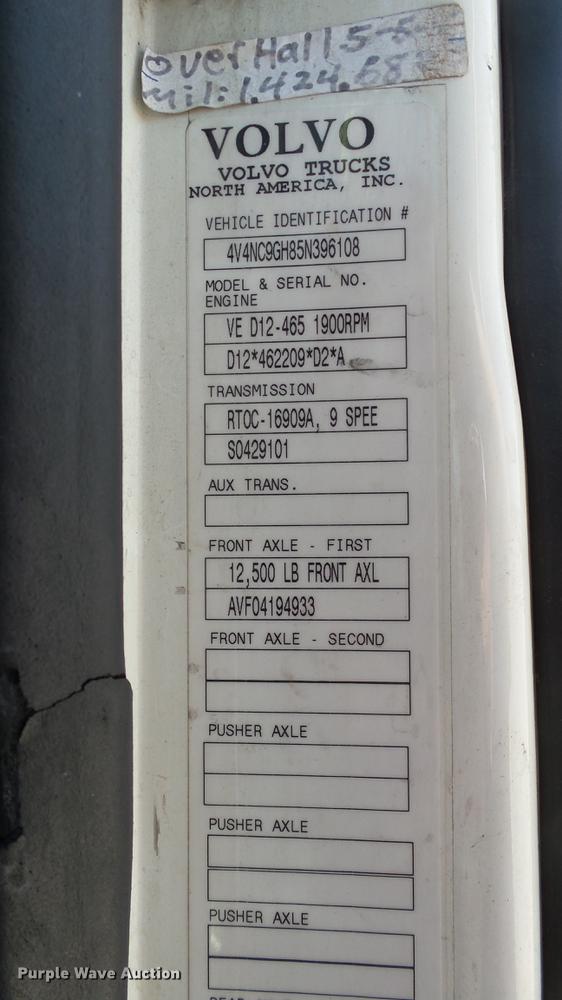 Over Hall 5-5-
mil: 1,424,68
VOLVO
VOLVO TRUCKS
NORTH AMERICA, INC.
VEHICLE IDENTIFICATION #
4V4NC9GH85N396108
MODEL & SERIAL NO.
ENGINE
VE D12-465 1900RPM
D12*462209*D2*A
TRANSMISSION
RTOC-16909A, 9 SPEE
S0429101
AUX TRANS.
FRONT AXLE - FIRST
12,500 LB FRONT AXL
AVF04194933
FRONT AXLE - SECOND
PUSHER AXLE
PUSHER AXLE
PUSHER AXLE
Purple Wave Auction